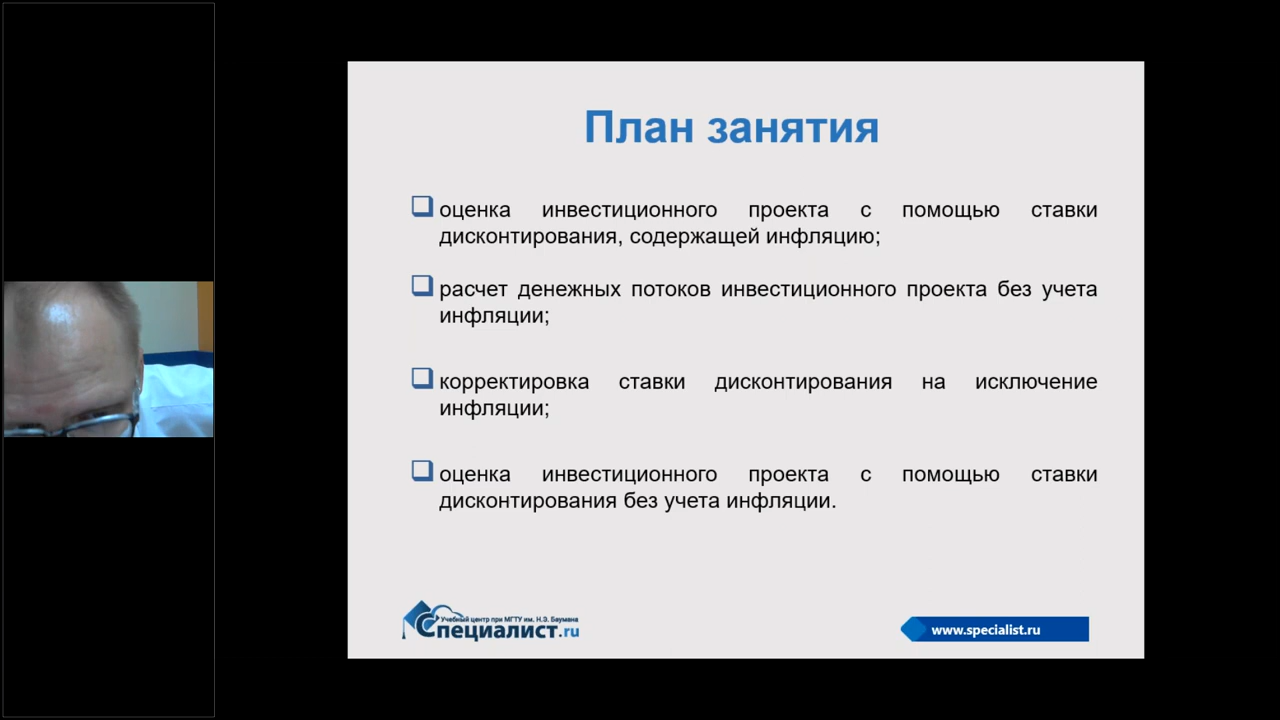 План занятия
оценка инвестиционного проекта с помощью ставки
дисконтирования, содержащей инфляцию;
расчет денежных потоков инвестиционного проекта без учета
инфляции;
корректировка ставки дисконтирования на исключение
инфляции;
оценка инвестиционного проекта с помощью ставки
дисконтирования без учета инфляции.
Учебный центр при МГТУ им. Н.Э. Баумана
Специалист.ru
www.specialist.ru